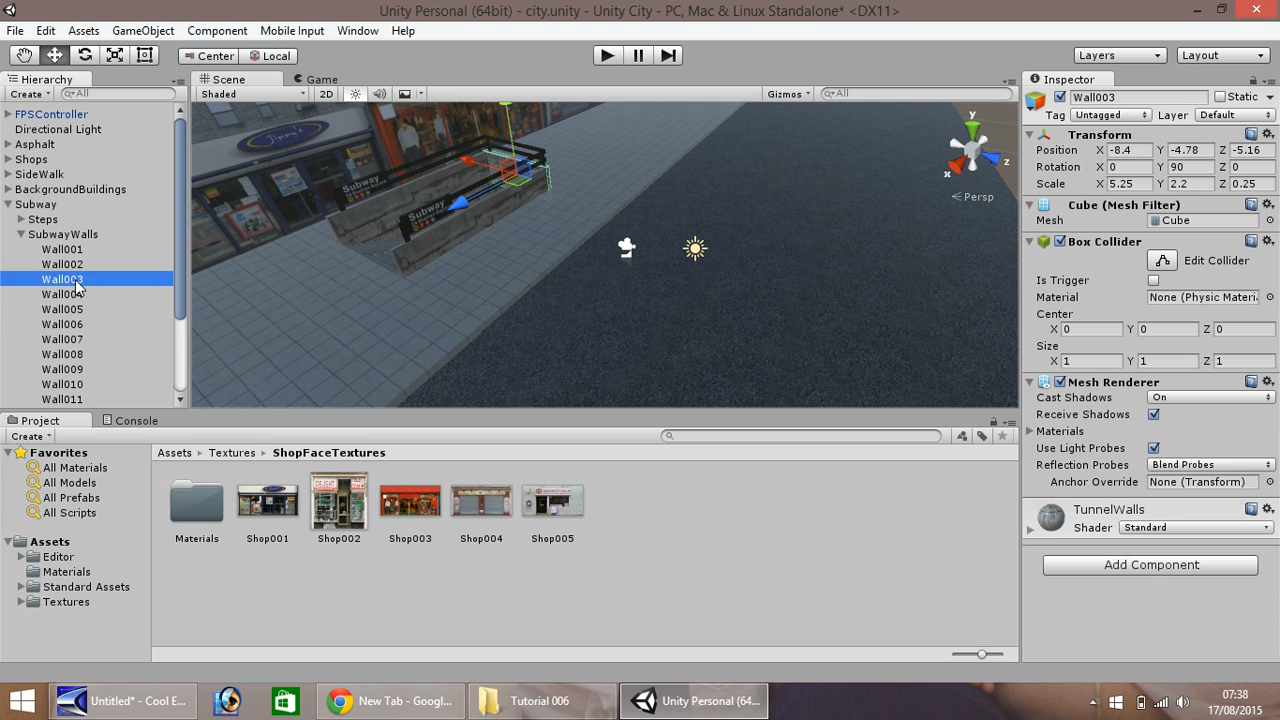 Unity Personal (64bit) - city.unity - Unity City - PC, Mac & Linux Standalone* <DX11>
File Edit Assets GameObject Component Mobile Input Window Help
Center Local Layers Layout
Hierarchy Scene Game Inspector
Create All Shaded 2D Gizmos All
Wall003 Static
Tag Untagged Layer Default
FPSController
Directional Light
Asphalt
Shops
SideWalk
BackgroundBuildings
Subway
Steps
SubwayWalls
Wall001
Wall002
Wall003
Wall004
Wall005
Wall006
Wall007
Wall008
Wall009
Wall010
Wall011
Jimmy's
Subway
Subway
y
z
x
Persp
Transform
Position X -8.4 Y -4.78 Z -5.16
Rotation X 0 Y 90 Z 0
Scale X 5.25 Y 2.2 Z 0.25
Cube (Mesh Filter)
Mesh Cube
Box Collider
Edit Collider
Is Trigger
Material None (Physic Materi
Center
X 0 Y 0 Z 0
Size
X 1 Y 1 Z 1
Mesh Renderer
Cast Shadows On
Receive Shadows
Materials
Use Light Probes
Reflection Probes Blend Probes
Anchor Override None (Transform)
TunnelWalls
Shader Standard
Add Component
Project Console
Create
Favorites
All Materials
All Models
All Prefabs
All Scripts
Assets
Editor
Materials
Standard Assets
Textures
Assets Textures ShopFaceTextures
Materials Shop001 Shop002 Shop003 Shop004 Shop005
Untitled* - Cool E... New Tab - Googl... Tutorial 006 Unity Personal (64...
07:38
17/08/2015